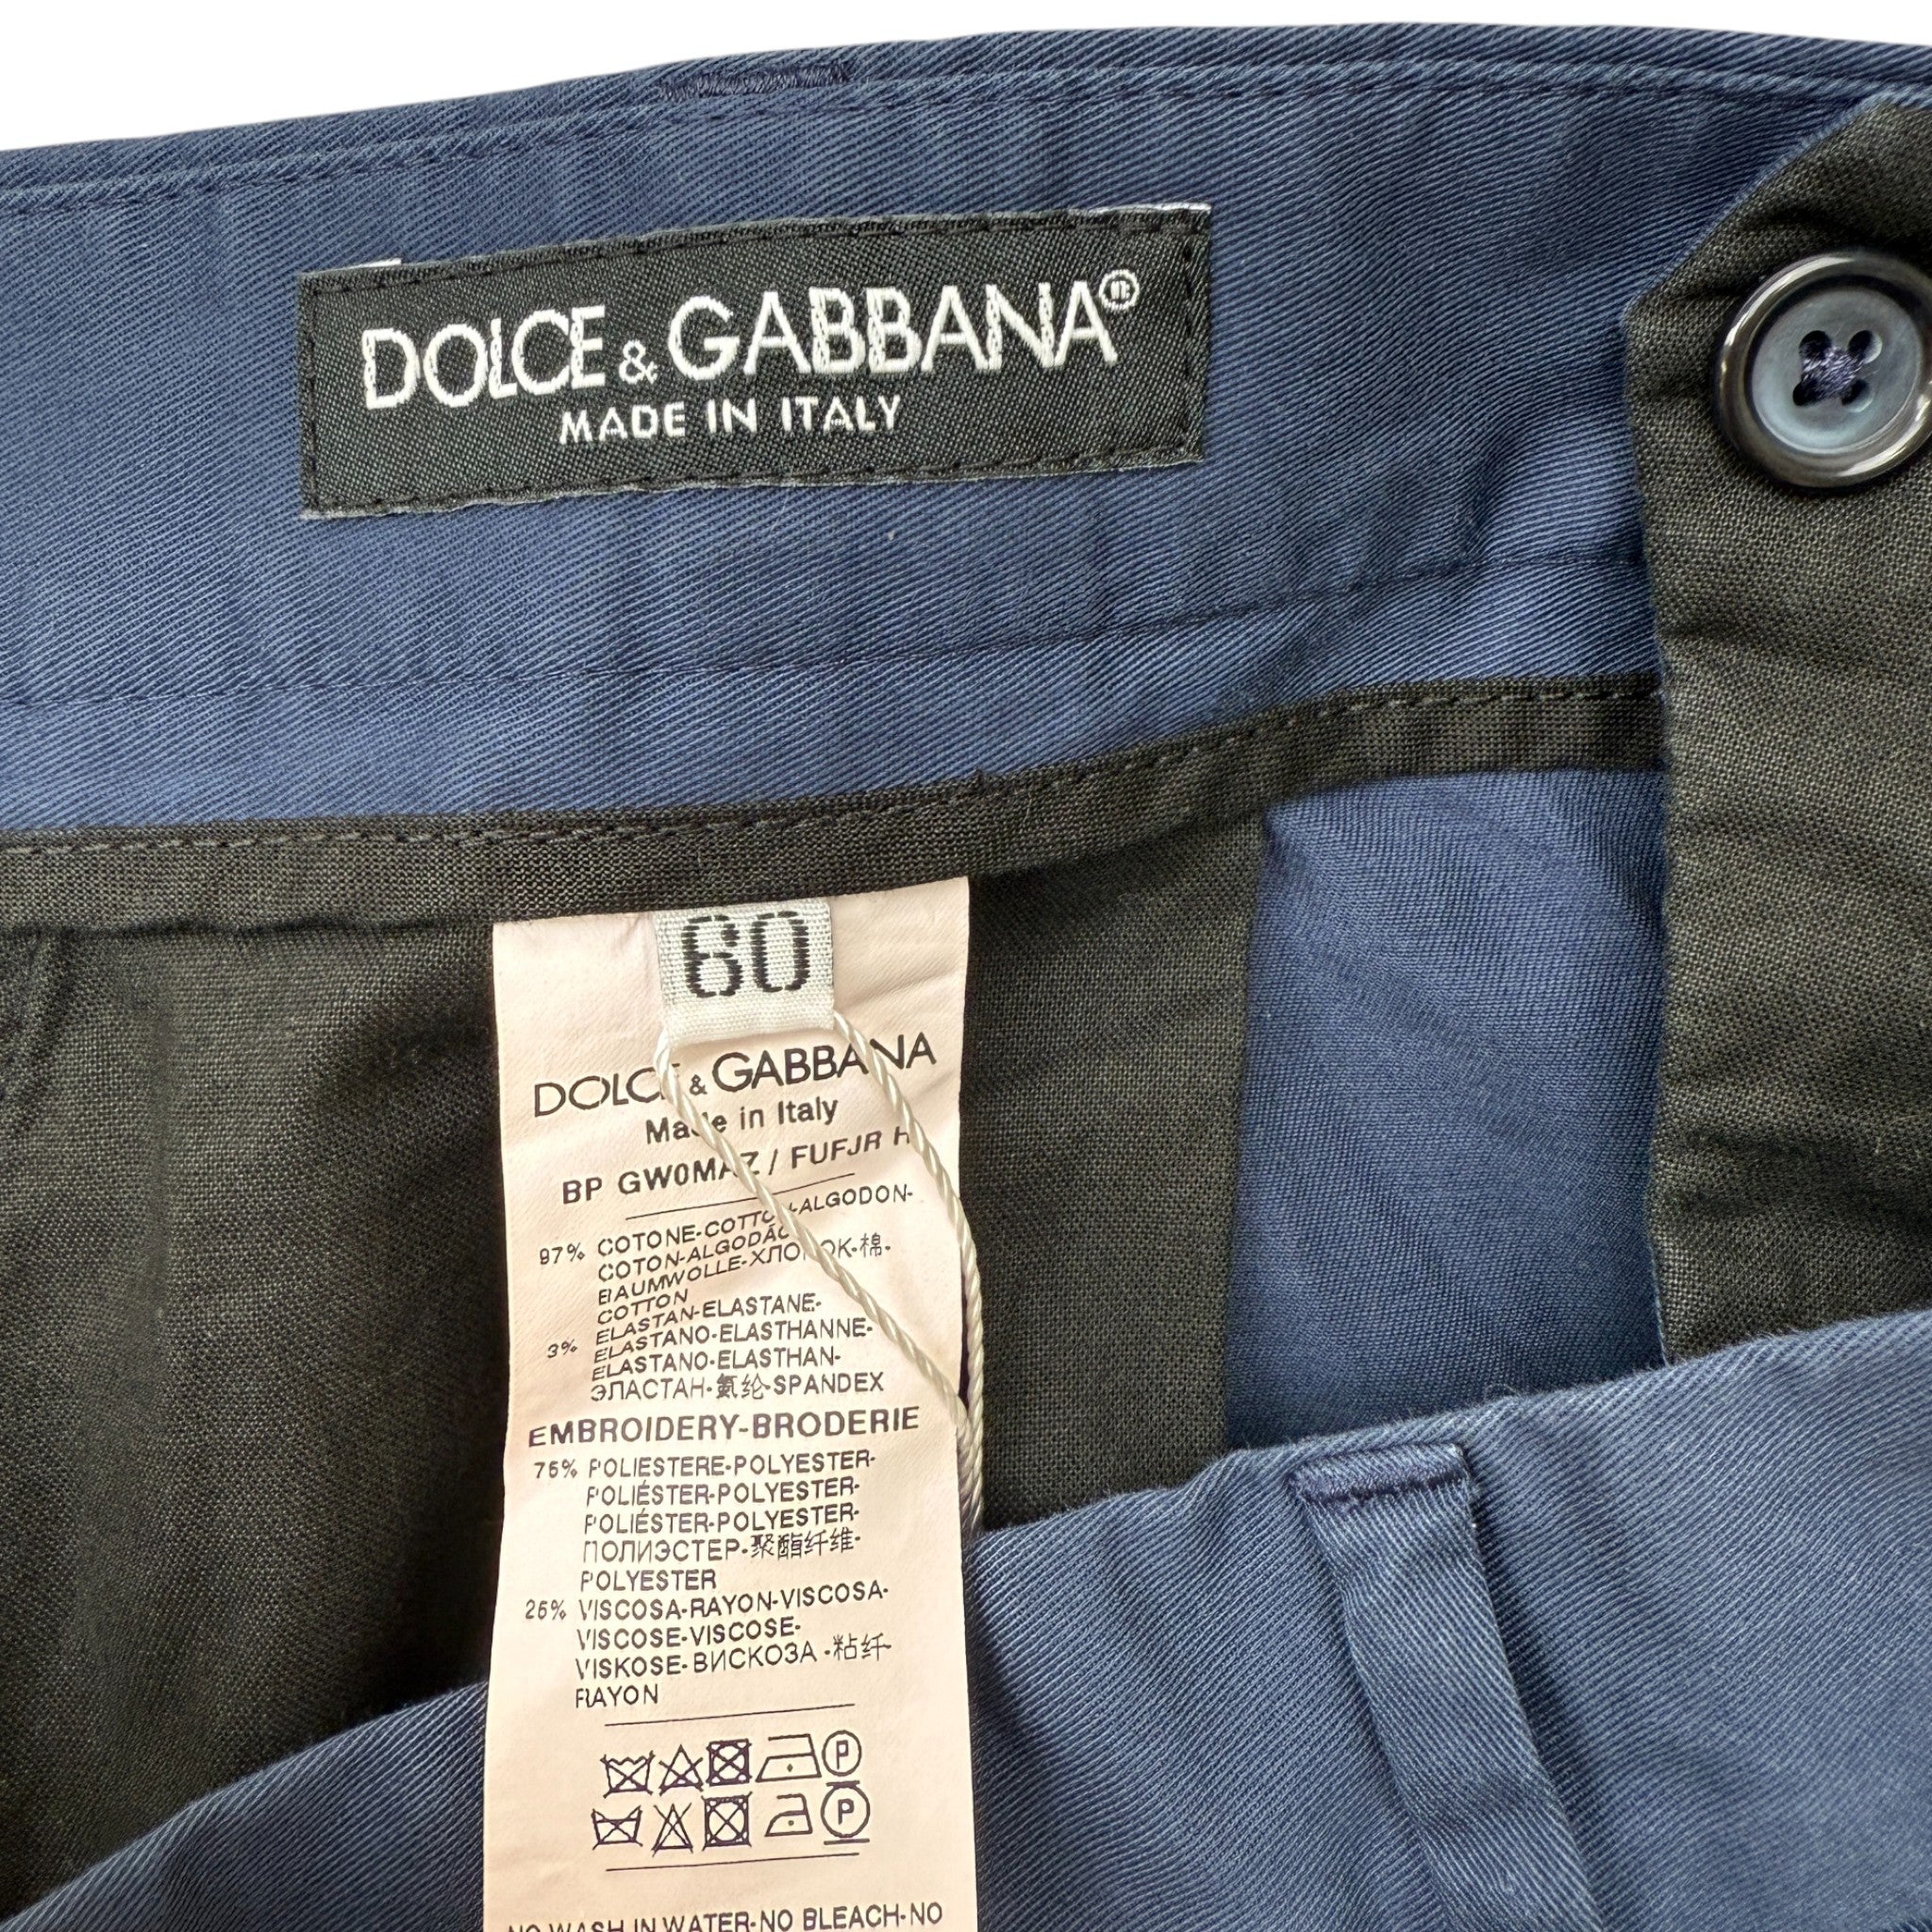 DOLCE & GABBANA®
MADE IN ITALY
60
DOLCE & GABBANA
Made in Italy
BP GW0MAZ / FUFJR H
97% COTONE-COTTON-ALGODON-
COTON-ALGODÃO-
BAUMWOLLE-ХЛОПОК-棉-
COTTON
3% ELASTAN-ELASTANE-
ELASTANO-ELASTHANNE-
ELASTANO-ELASTHAN-
ЭЛАСТАН-氨纶-SPANDEX
EMBROIDERY-BRODERIE
75% POLIESTERE-POLYESTER-
POLIÉSTER-POLYESTER-
POLIÉSTER-POLYESTER-
ПОЛИЭСТЕР-聚酯纤维-
POLYESTER
25% VISCOSA-RAYON-VISCOSA-
VISCOSE-VISCOSE-
VISKOSE-ВИСКОЗА-粘纤-
RAYON
P
P
NO WASH IN WATER-NO BLEACH-NO